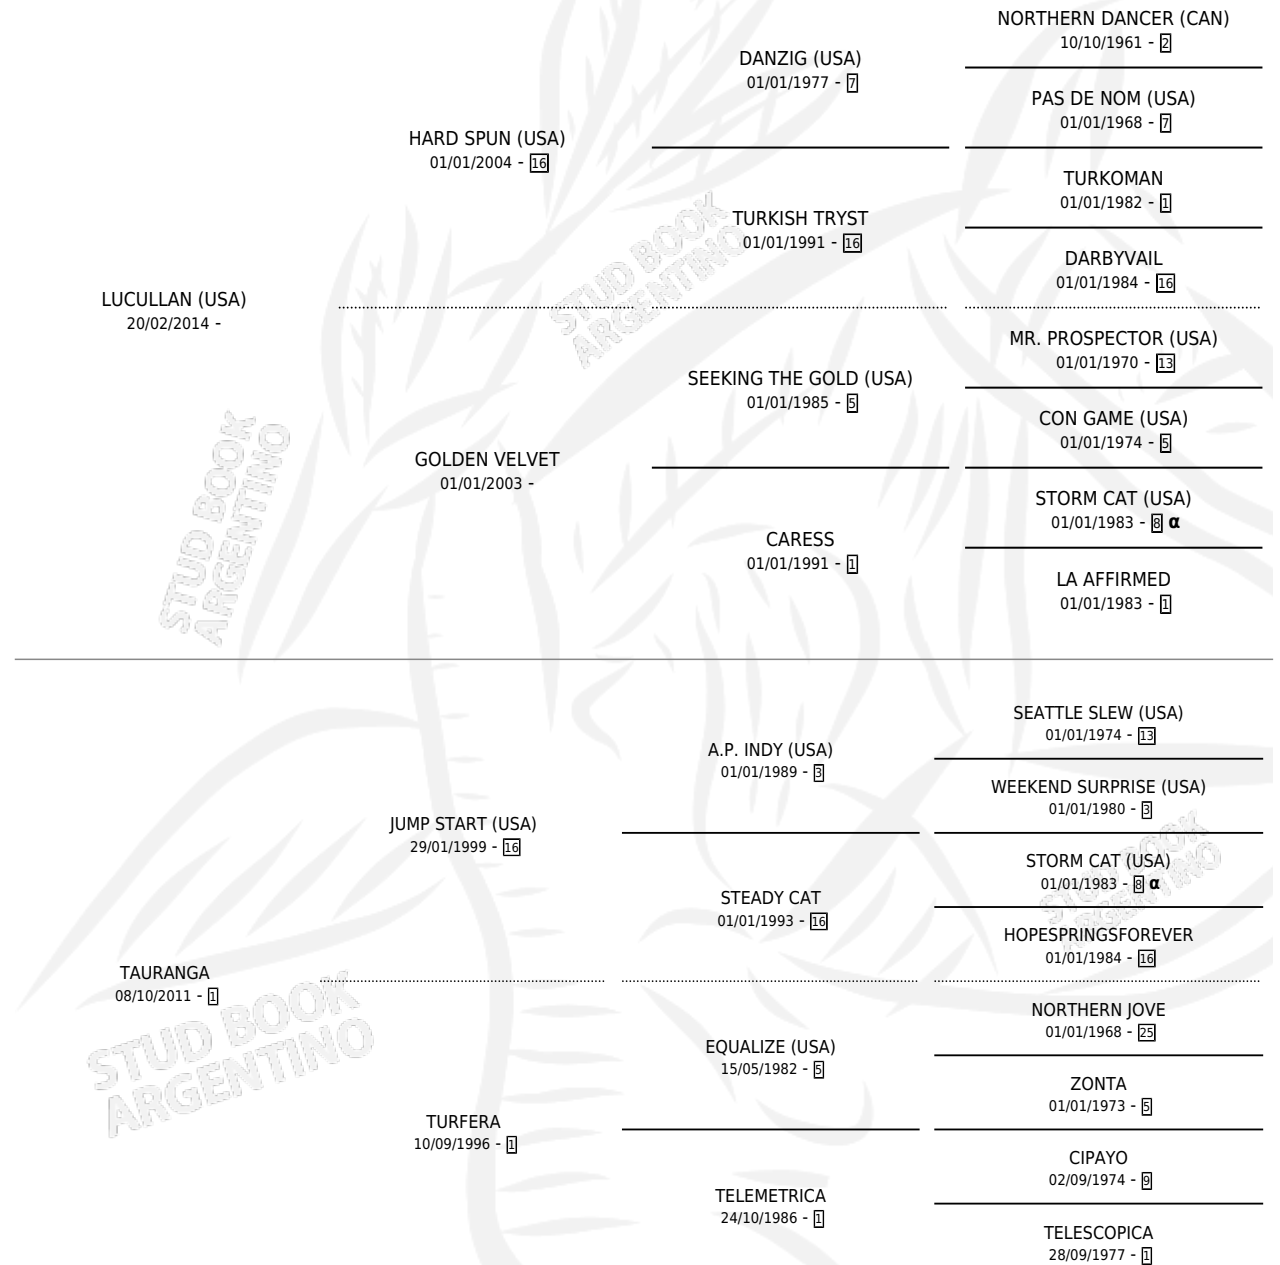 NORTHERN DANCER (CAN)
10/10/1961 - 2
DANZIG (USA)
01/01/1977 - 7
PAS DE NOM (USA)
01/01/1968 - 7
HARD SPUN (USA)
01/01/2004 - 16
TURKOMAN
01/01/1982 - 1
TURKISH TRYST
01/01/1991 - 16
DARBYVAIL
01/01/1984 - 16
STUD BOOK
ARGENTINO
LUCULLAN (USA)
20/02/2014 -
MR. PROSPECTOR (USA)
01/01/1970 - 13
SEEKING THE GOLD (USA)
01/01/1985 - 5
CON GAME (USA)
01/01/1974 - 5
GOLDEN VELVET
01/01/2003 -
STORM CAT (USA)
01/01/1983 - 8 α
CARESS
01/01/1991 - 1
LA AFFIRMED
01/01/1983 - 1
STUD BOOK
ARGENTINO
SEATTLE SLEW (USA)
01/01/1974 - 13
A.P. INDY (USA)
01/01/1989 - 3
WEEKEND SURPRISE (USA)
01/01/1980 - 3
JUMP START (USA)
29/01/1999 - 16
STORM CAT (USA)
01/01/1983 - 8 α
STUD BOOK
ARGENTINO
STEADY CAT
01/01/1993 - 16
HOPESPRINGSFOREVER
01/01/1984 - 16
TAURANGA
08/10/2011 - 1
NORTHERN JOVE
01/01/1968 - 25
STUD BOOK
ARGENTINO
EQUALIZE (USA)
15/05/1982 - 5
ZONTA
01/01/1973 - 5
TURFERA
10/09/1996 - 1
CIPAYO
02/09/1974 - 9
TELEMETRICA
24/10/1986 - 1
TELESCOPICA
28/09/1977 - 1